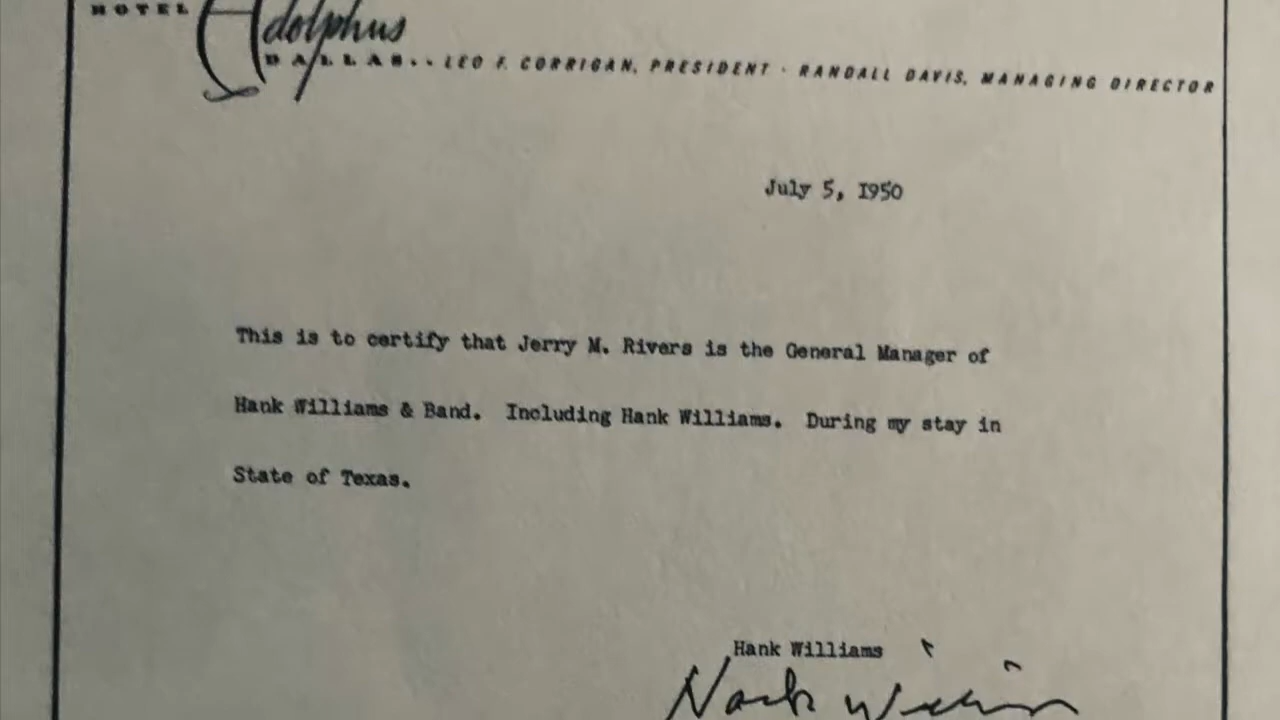 HOTEL Adolphus
DALLAS.. LEO F. CORRIGAN, PRESIDENT · RANDALL DAVIS, MANAGING DIRECTOR
July 5, 1950
This is to certify that Jerry M. Rivers is the General Manager of
Hank Williams & Band. Including Hank Williams. During my stay in
State of Texas.
Hank Williams
Hank Williams